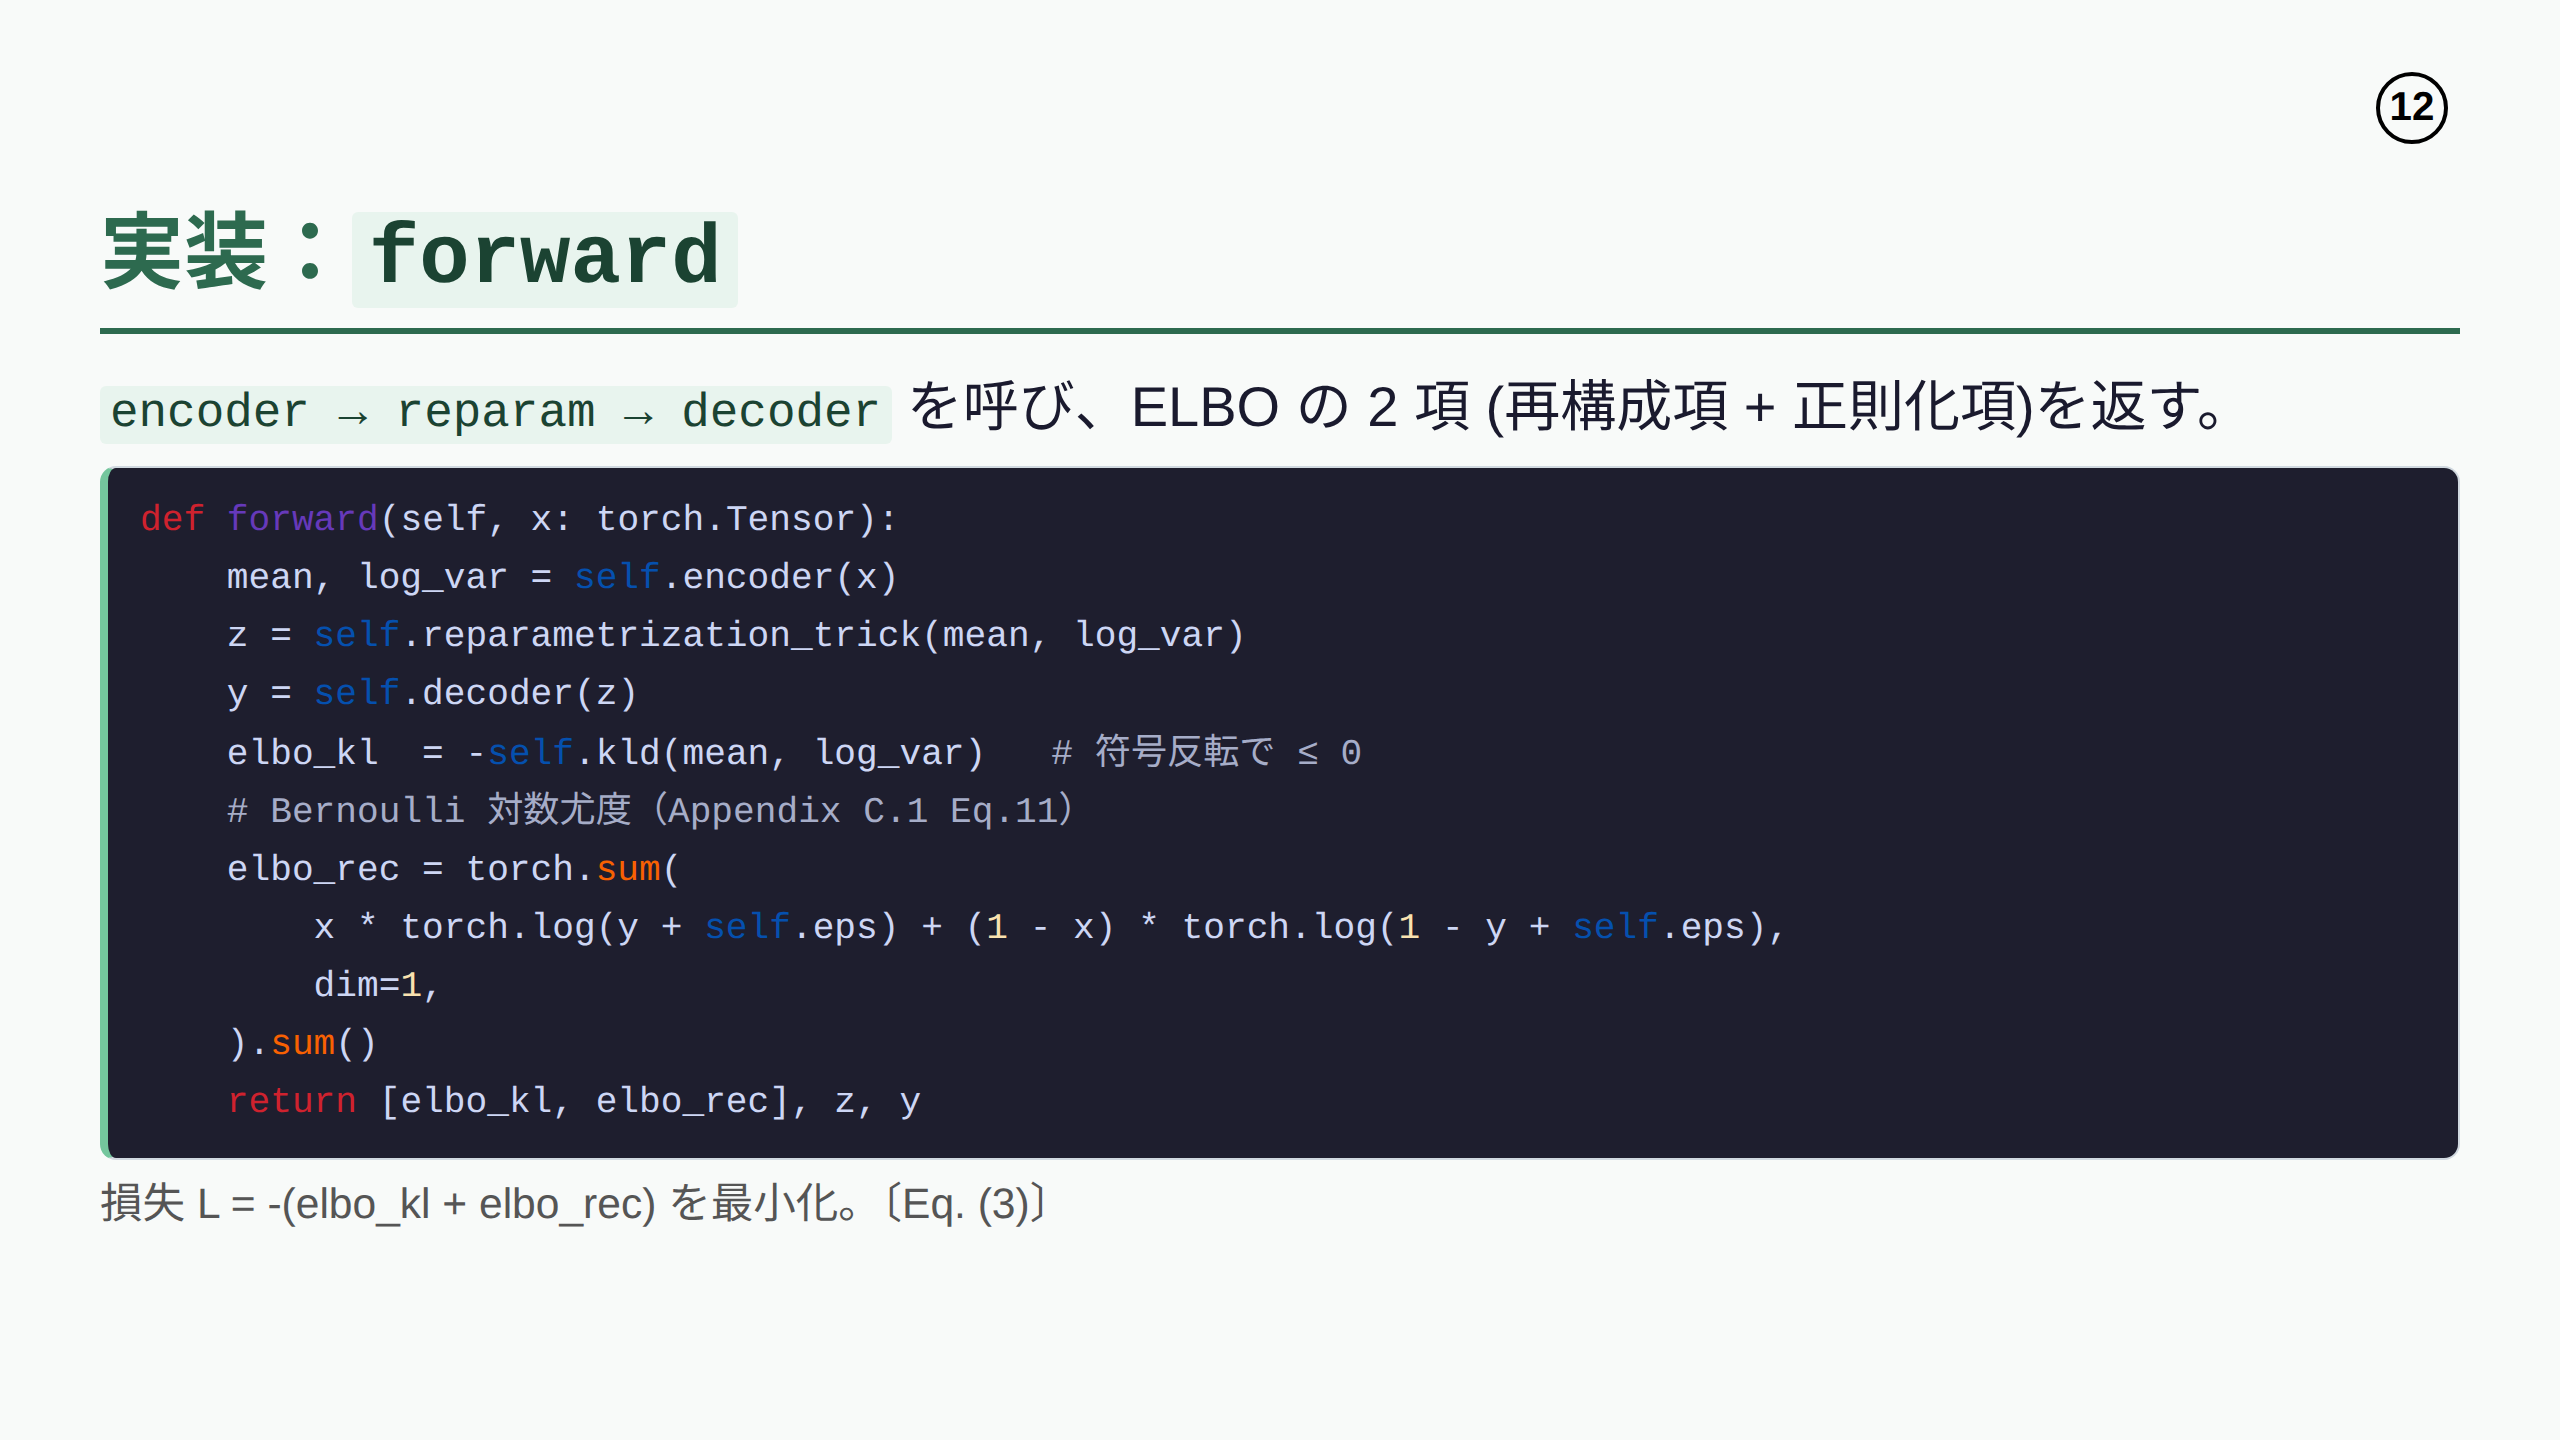 12
実装：forward
encoder → reparam → decoder を呼び、ELBO の 2 項 (再構成項 + 正則化項)を返す。
def forward(self, x: torch.Tensor):
    mean, log_var = self.encoder(x)
    z = self.reparametrization_trick(mean, log_var)
    y = self.decoder(z)
    elbo_kl  = -self.kld(mean, log_var)   # 符号反転で ≤ 0
    # Bernoulli 対数尤度（Appendix C.1 Eq.11）
    elbo_rec = torch.sum(
        x * torch.log(y + self.eps) + (1 - x) * torch.log(1 - y + self.eps),
        dim=1,
    ).sum()
    return [elbo_kl, elbo_rec], z, y
損失 L = -(elbo_kl + elbo_rec) を最小化。〔Eq. (3)〕